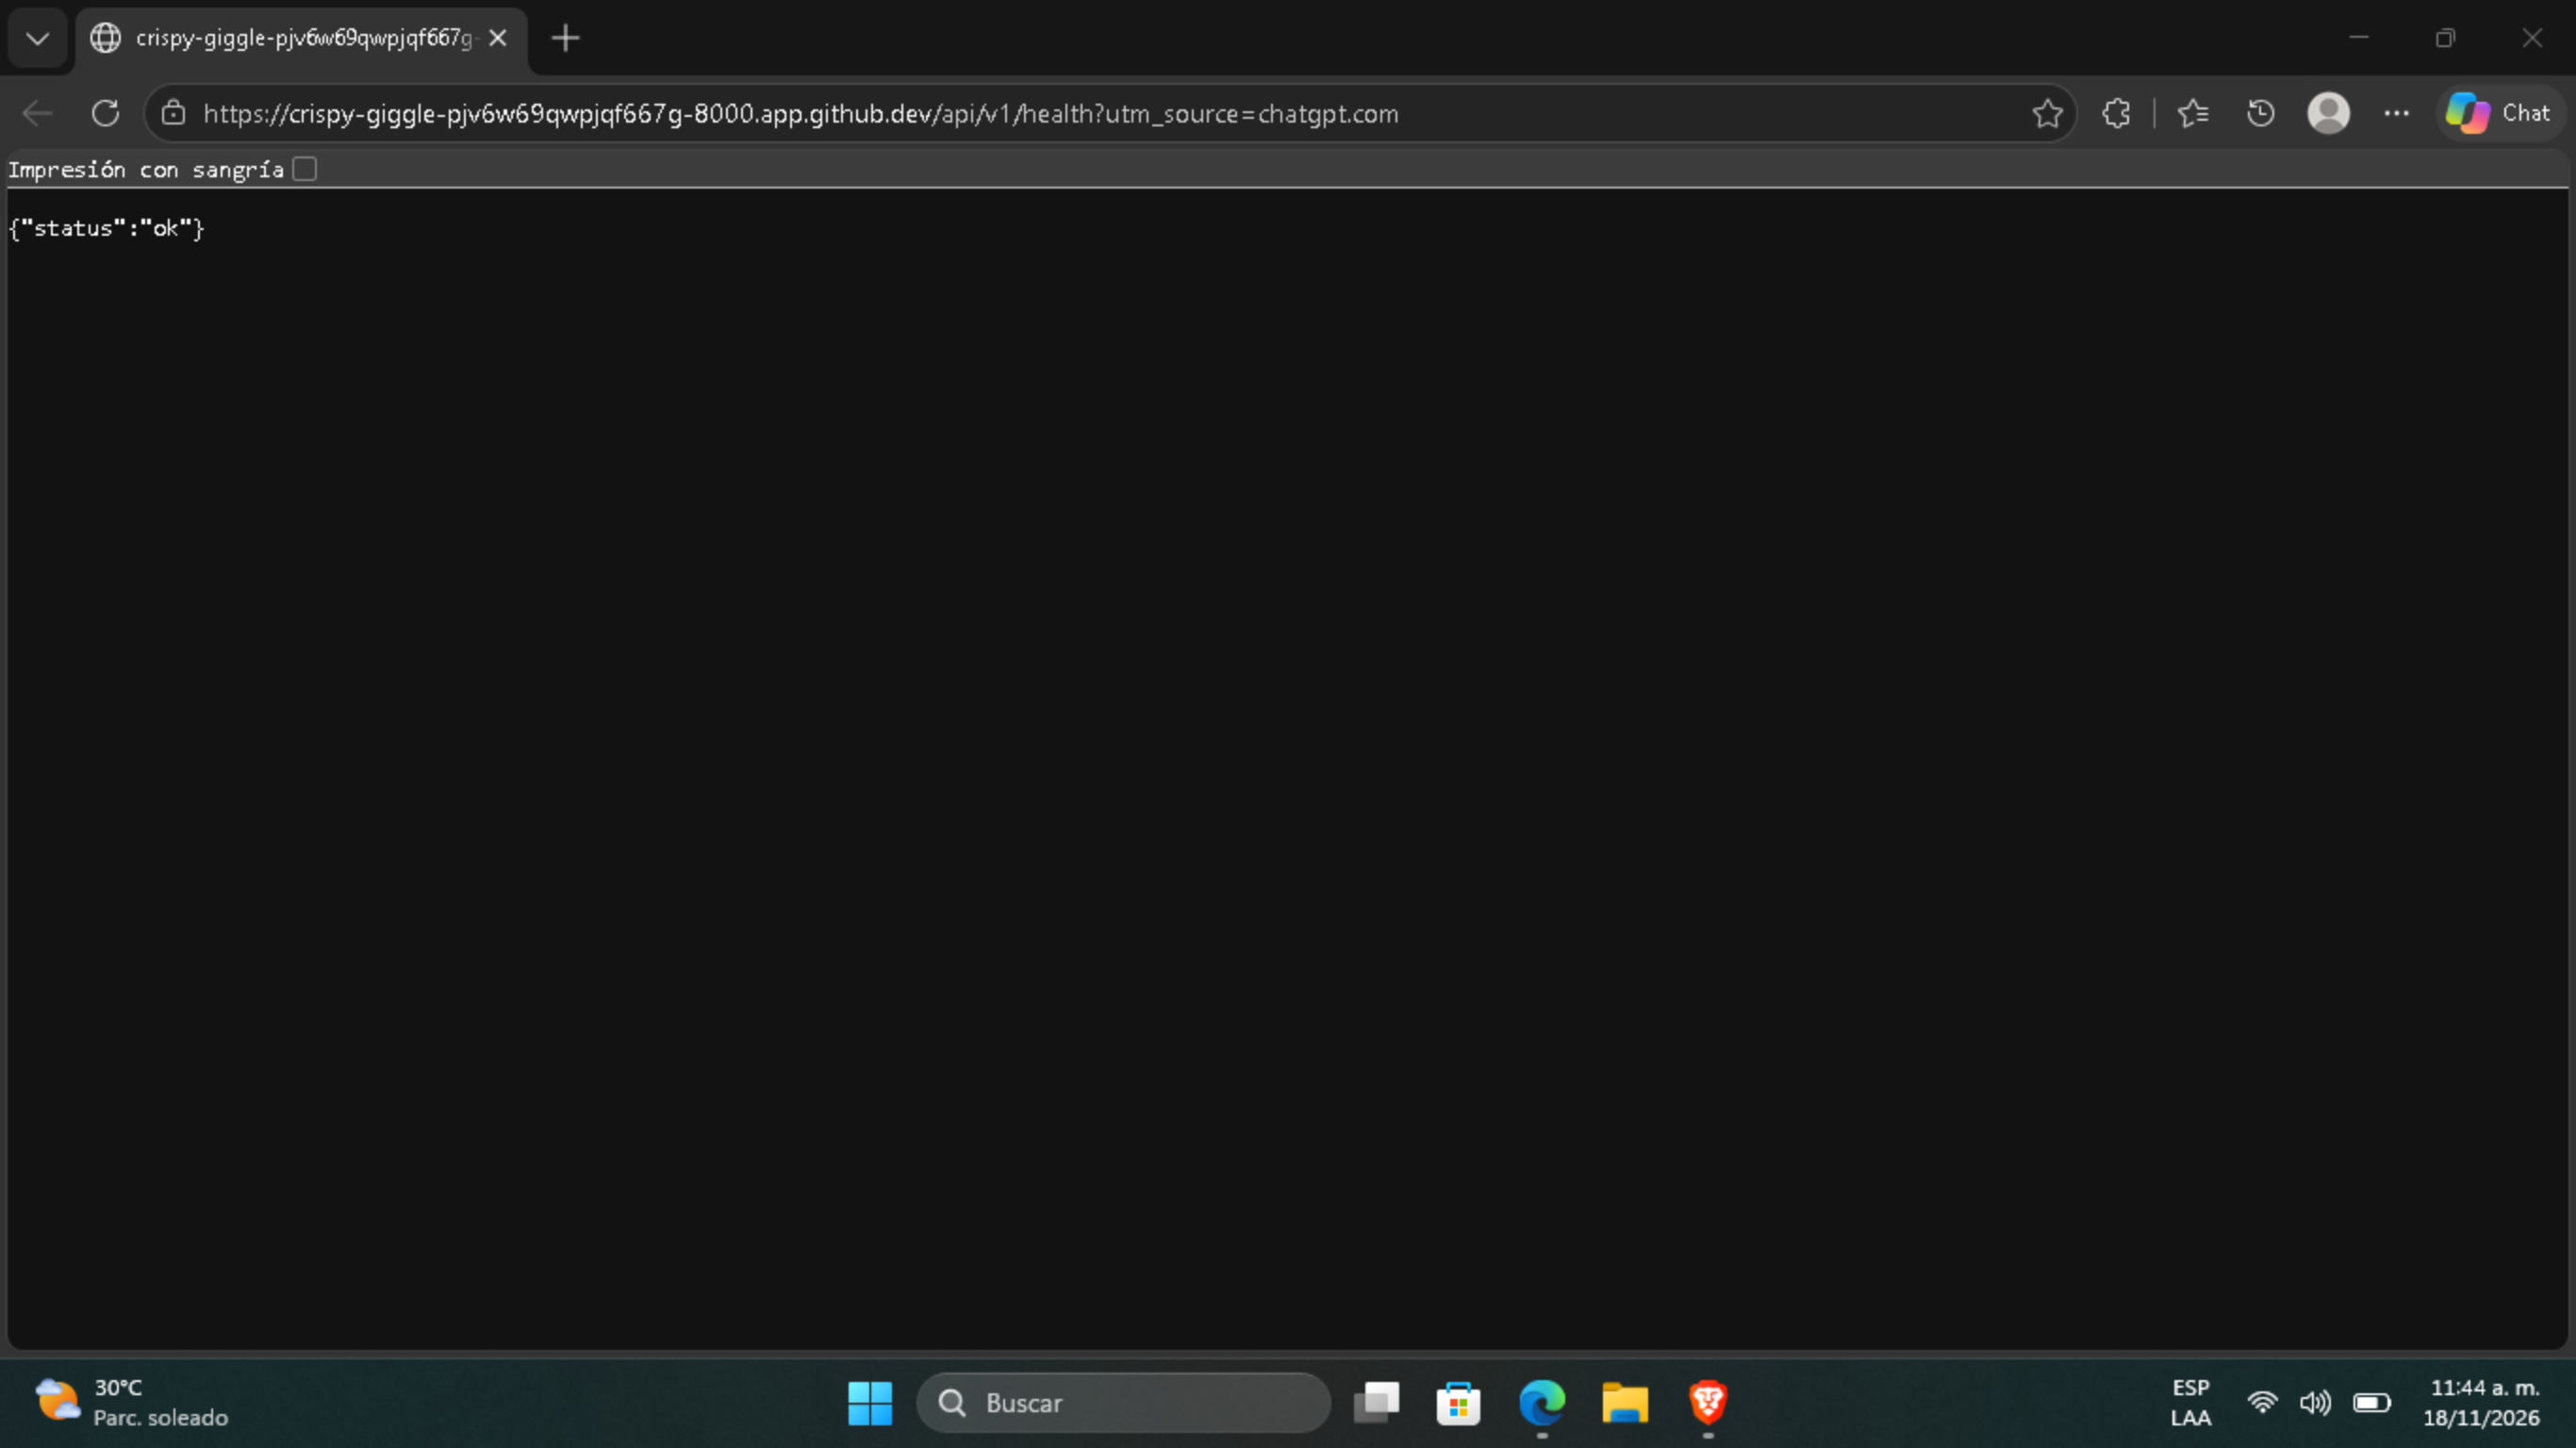 crispy-giggle-pjv6w69qwpjqf667g-
https://crispy-giggle-pjv6w69qwpjqf667g-8000.app.github.dev/api/v1/health?utm_source=chatgpt.com
Chat
Impresión con sangría
{"status":"ok"}
30°C
Parc. soleado
Buscar
ESP
LAA
11:44 a. m.
18/11/2026